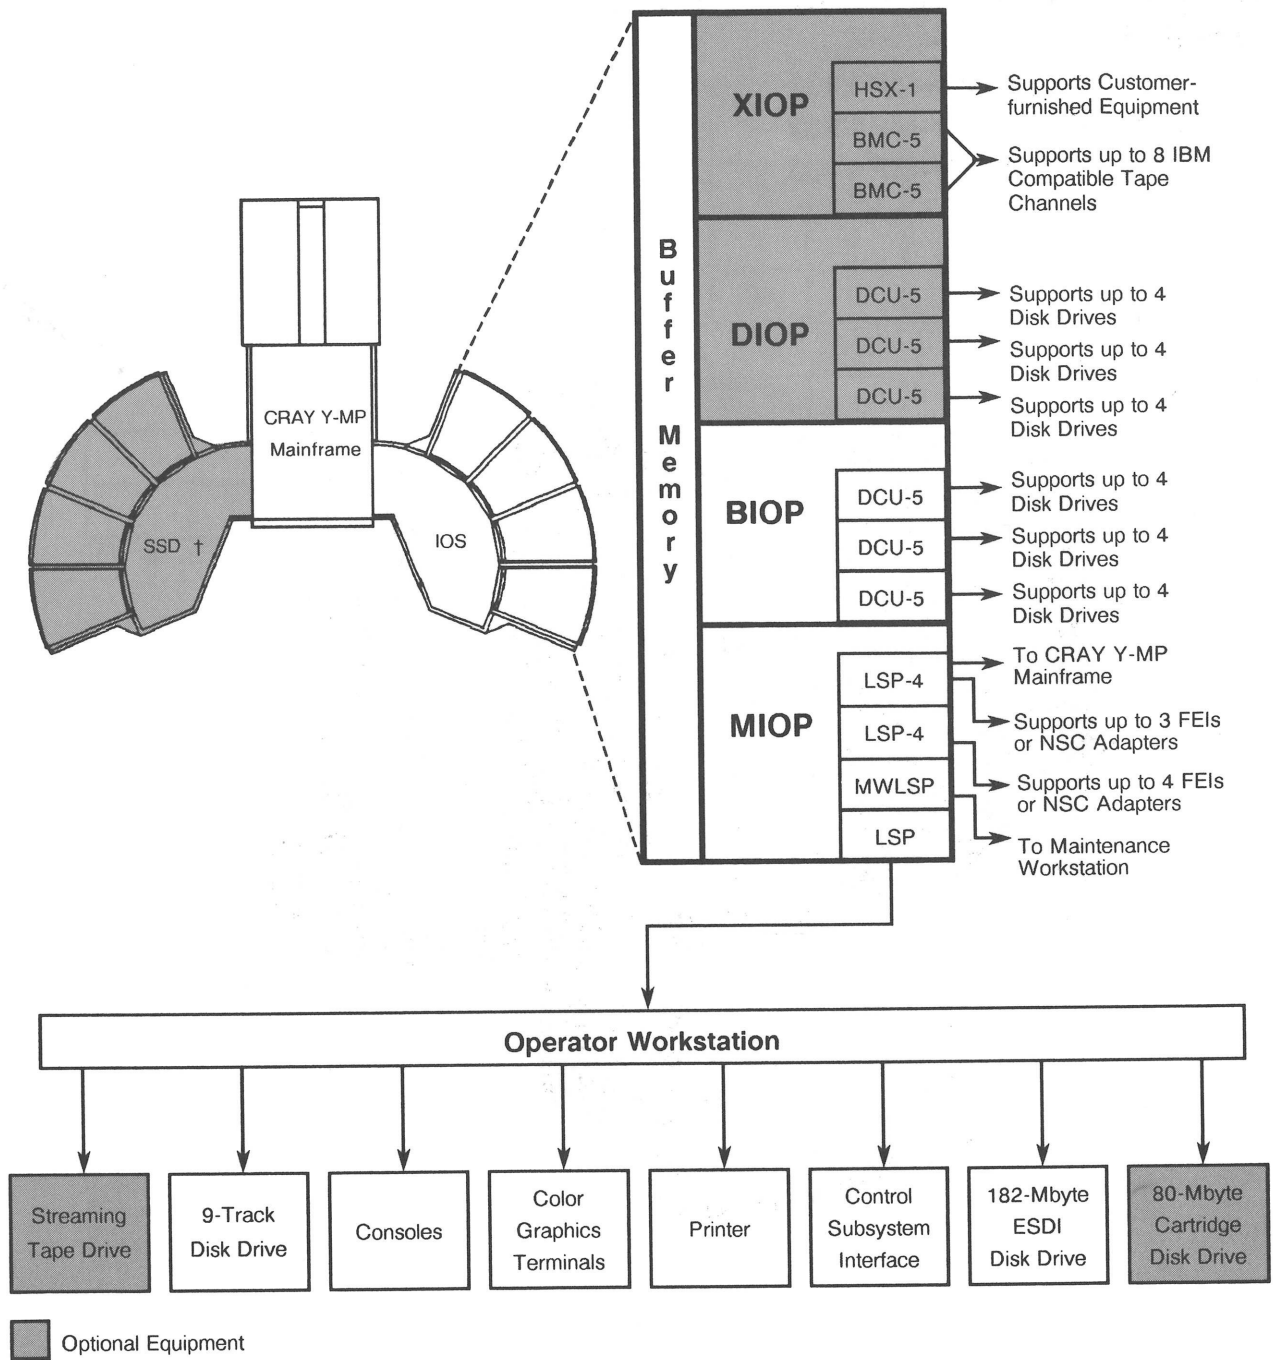 XIOP
HSX-1
BMC-5
BMC-5
Supports Customer-
furnished Equipment
Supports up to 8 IBM
Compatible Tape
Channels
Buffer Memory
DIOP
DCU-5
DCU-5
DCU-5
Supports up to 4
Disk Drives
Supports up to 4
Disk Drives
Supports up to 4
Disk Drives
CRAY Y-MP
Mainframe
SSD †
IOS
BIOP
DCU-5
DCU-5
DCU-5
Supports up to 4
Disk Drives
Supports up to 4
Disk Drives
Supports up to 4
Disk Drives
MIOP
LSP-4
LSP-4
MWLSP
LSP
To CRAY Y-MP
Mainframe
Supports up to 3 FEIs
or NSC Adapters
Supports up to 4 FEIs
or NSC Adapters
To Maintenance
Workstation
Operator Workstation
Streaming
Tape Drive
9-Track
Disk Drive
Consoles
Color
Graphics
Terminals
Printer
Control
Subsystem
Interface
182-Mbyte
ESDI
Disk Drive
80-Mbyte
Cartridge
Disk Drive
Optional Equipment